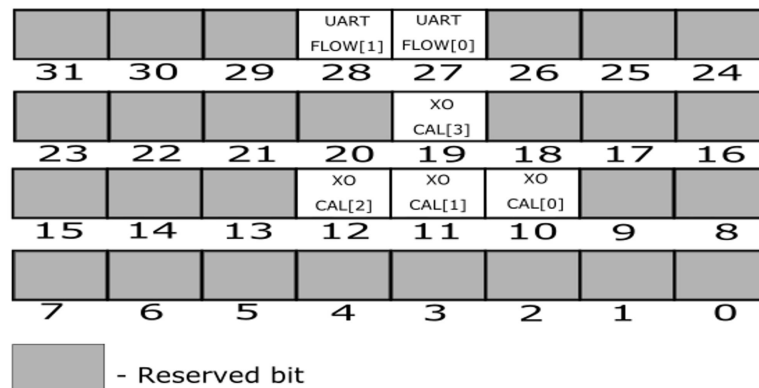 UART UART
FLOW[1] FLOW[0]
31 30 29 28 27 26 25 24
XO
CAL[3]
23 22 21 20 19 18 17 16
XO XO XO
CAL[2] CAL[1] CAL[0]
15 14 13 12 11 10 9 8
7 6 5 4 3 2 1 0
- Reserved bit